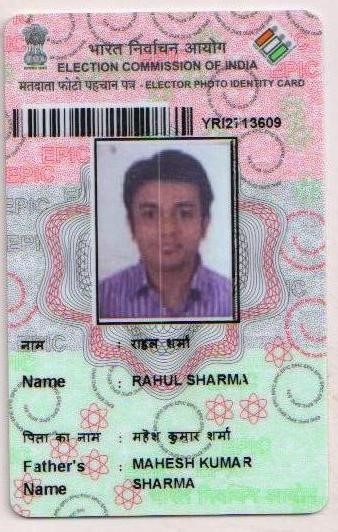 भारत निर्वाचन आयोग
ELECTION COMMISSION OF INDIA
मतदाता फोटो पहचान पत्र - ELECTOR PHOTO IDENTITY CARD
EPIC
EPIC
EPIC
नाम : राहुल शर्मा
Name : RAHUL SHARMA
पिता का नाम : महेश कुमार शर्मा
Father's : MAHESH KUMAR
Name SHARMA
भारत निर्वाचन आयोग